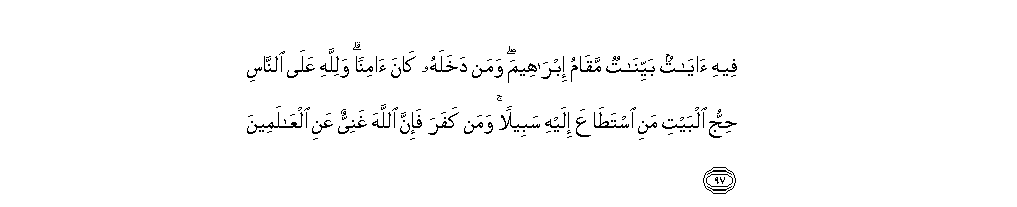 فِيهِ ءَايَـٰتٌۢ بَيِّنَـٰتٌ مَّقَامُ إِبْرَٰهِيمَ ۖ وَمَن دَخَلَهُۥ كَانَ ءَامِنًا ۗ وَلِلَّهِ عَلَى ٱلنَّاسِ
حِجُّ ٱلْبَيْتِ مَنِ ٱسْتَطَاعَ إِلَيْهِ سَبِيلًا ۚ وَمَن كَفَرَ فَإِنَّ ٱللَّهَ غَنِىٌّ عَنِ ٱلْعَـٰلَمِينَ
٩٧